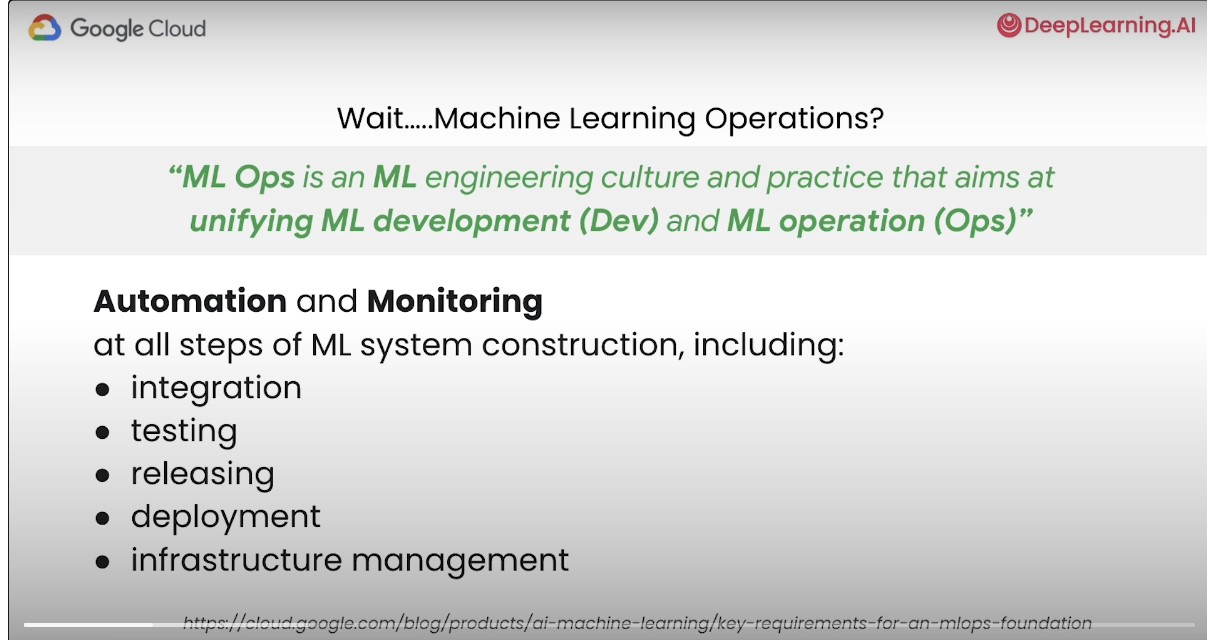 Google Cloud
DeepLearning.AI
Wait.....Machine Learning Operations?
“ML Ops is an ML engineering culture and practice that aims at
unifying ML development (Dev) and ML operation (Ops)”
Automation and Monitoring
at all steps of ML system construction, including:
● integration
● testing
● releasing
● deployment
● infrastructure management
https://cloud.google.com/blog/products/ai-machine-learning/key-requirements-for-an-mlops-foundation